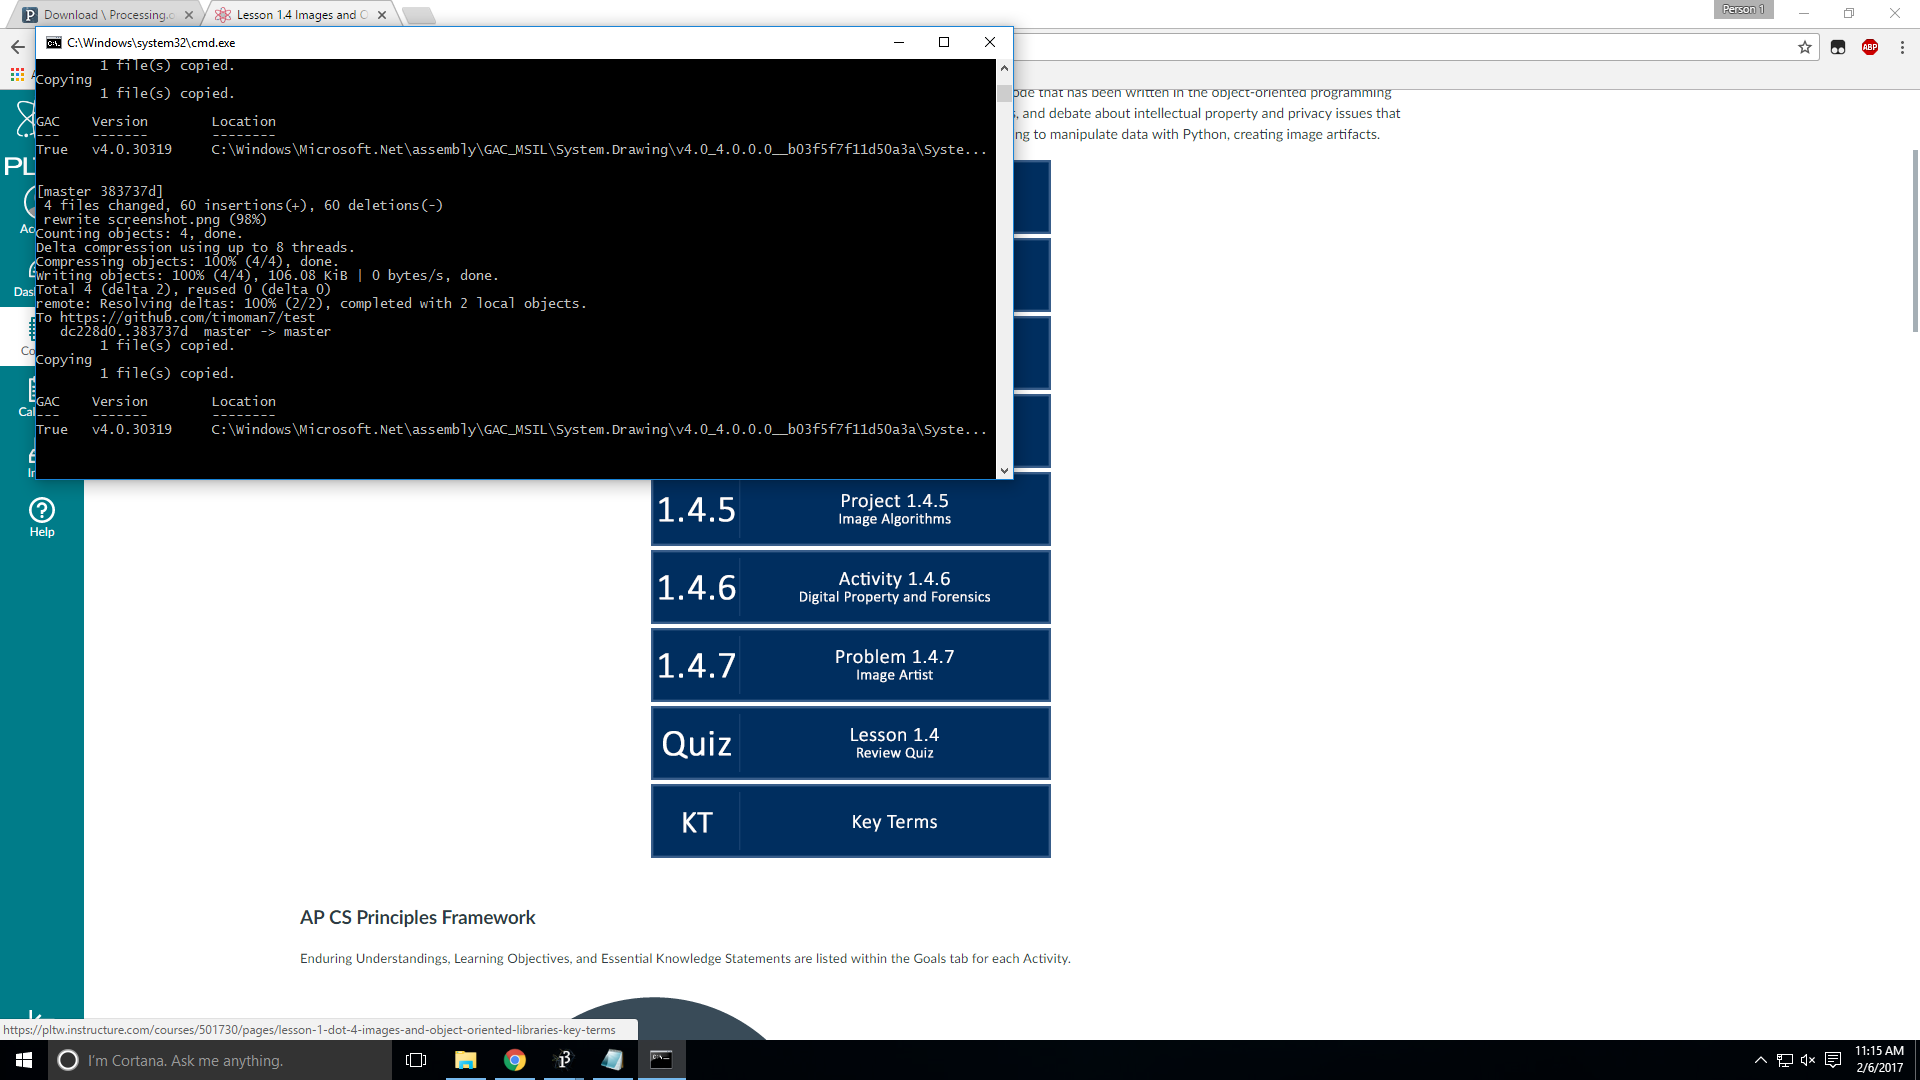 Download \ Processing.o
Lesson 1.4 Images and O
Person 1
C:\Windows\system32\cmd.exe
ABP
1 file(s) copied.
Copying
1 file(s) copied.
GAC Version Location
--- ------- --------
True v4.0.30319 C:\Windows\Microsoft.Net\assembly\GAC_MSIL\System.Drawing\v4.0_4.0.0.0__b03f5f7f11d50a3a\Syste...
[master 383737d]
4 files changed, 60 insertions(+), 60 deletions(-)
rewrite screenshot.png (98%)
Counting objects: 4, done.
Delta compression using up to 8 threads.
Compressing objects: 100% (4/4), done.
Writing objects: 100% (4/4), 106.08 KiB | 0 bytes/s, done.
Total 4 (delta 2), reused 0 (delta 0)
remote: Resolving deltas: 100% (2/2), completed with 2 local objects.
To https://github.com/timoman7/test
dc228d0..383737d master -> master
1 file(s) copied.
Copying
1 file(s) copied.
GAC Version Location
--- ------- --------
True v4.0.30319 C:\Windows\Microsoft.Net\assembly\GAC_MSIL\System.Drawing\v4.0_4.0.0.0__b03f5f7f11d50a3a\Syste...
ode that has been written in the object-oriented programming
s, and debate about intellectual property and privacy issues that
ng to manipulate data with Python, creating image artifacts.
PL
Ac
Das
Co
Cal
In
Help
1.4.5
Project 1.4.5
Image Algorithms
1.4.6
Activity 1.4.6
Digital Property and Forensics
1.4.7
Problem 1.4.7
Image Artist
Quiz
Lesson 1.4
Review Quiz
KT
Key Terms
AP CS Principles Framework
Enduring Understandings, Learning Objectives, and Essential Knowledge Statements are listed within the Goals tab for each Activity.
https://pltw.instructure.com/courses/501730/pages/lesson-1-dot-4-images-and-object-oriented-libraries-key-terms
I'm Cortana. Ask me anything.
11:15 AM
2/6/2017